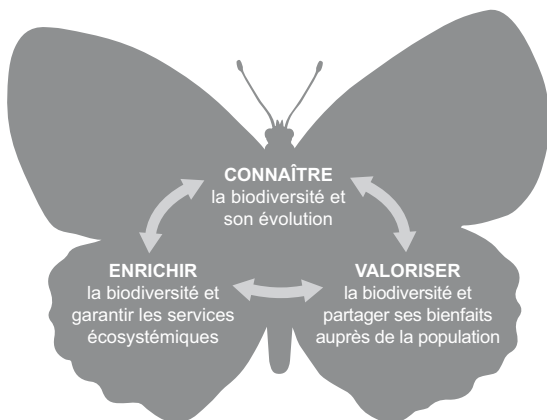 CONNAÎTRE
la biodiversité et
son évolution
ENRICHIR
la biodiversité et
garantir les services
écosystémiques
VALORISER
la biodiversité et
partager ses bienfaits
auprès de la population